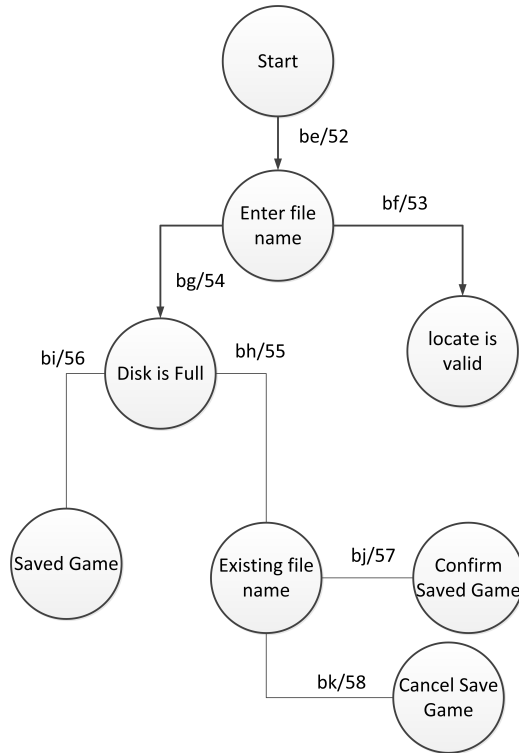 Start
be/52
Enter file
name
bf/53
bg/54
locate is
valid
bi/56
Disk is Full
bh/55
Saved Game
Existing file
name
bj/57
Confirm
Saved Game
bk/58
Cancel Save
Game